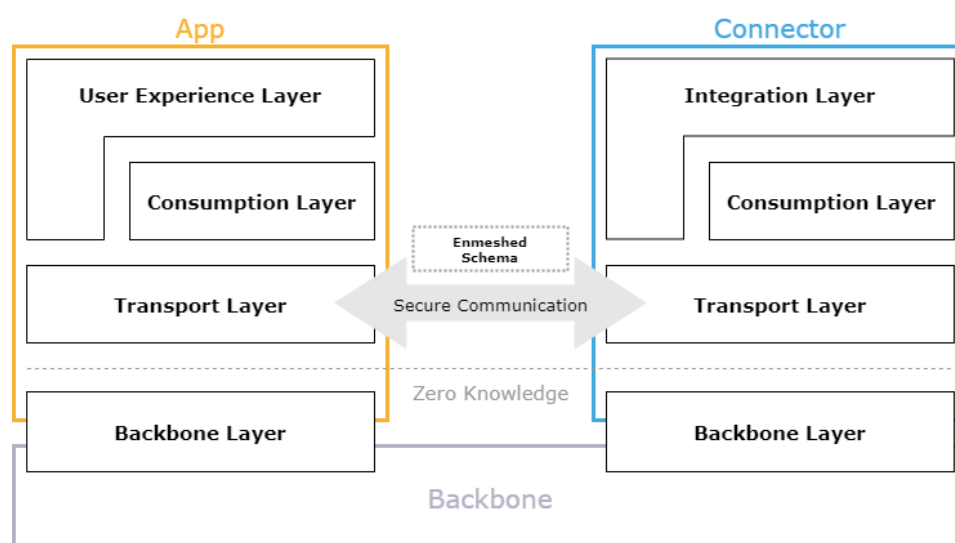 App
Connector
User Experience Layer
Integration Layer
Consumption Layer
Consumption Layer
Enmeshed
Schema
Transport Layer
Secure Communication
Transport Layer
Zero Knowledge
Backbone Layer
Backbone Layer
Backbone